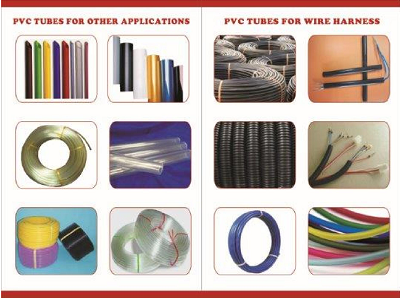 PVC TUBES FOR OTHER APPLICATIONS
PVC TUBES FOR WIRE HARNESS